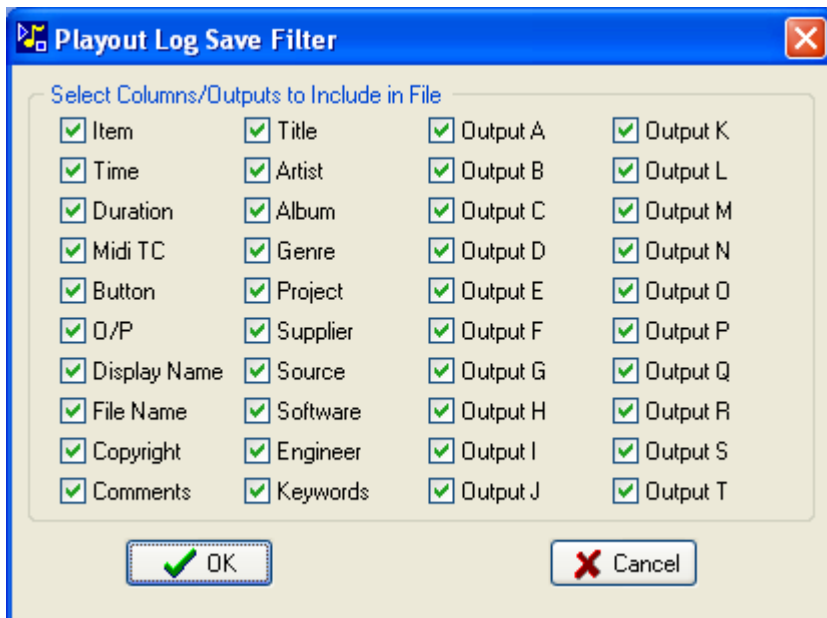 Playout Log Save Filter
Select Columns/Outputs to Include in File
Item Title Output A Output K
Time Artist Output B Output L
Duration Album Output C Output M
Midi TC Genre Output D Output N
Button Project Output E Output O
O/P Supplier Output F Output P
Display Name Source Output G Output Q
File Name Software Output H Output R
Copyright Engineer Output I Output S
Comments Keywords Output J Output T
OK Cancel